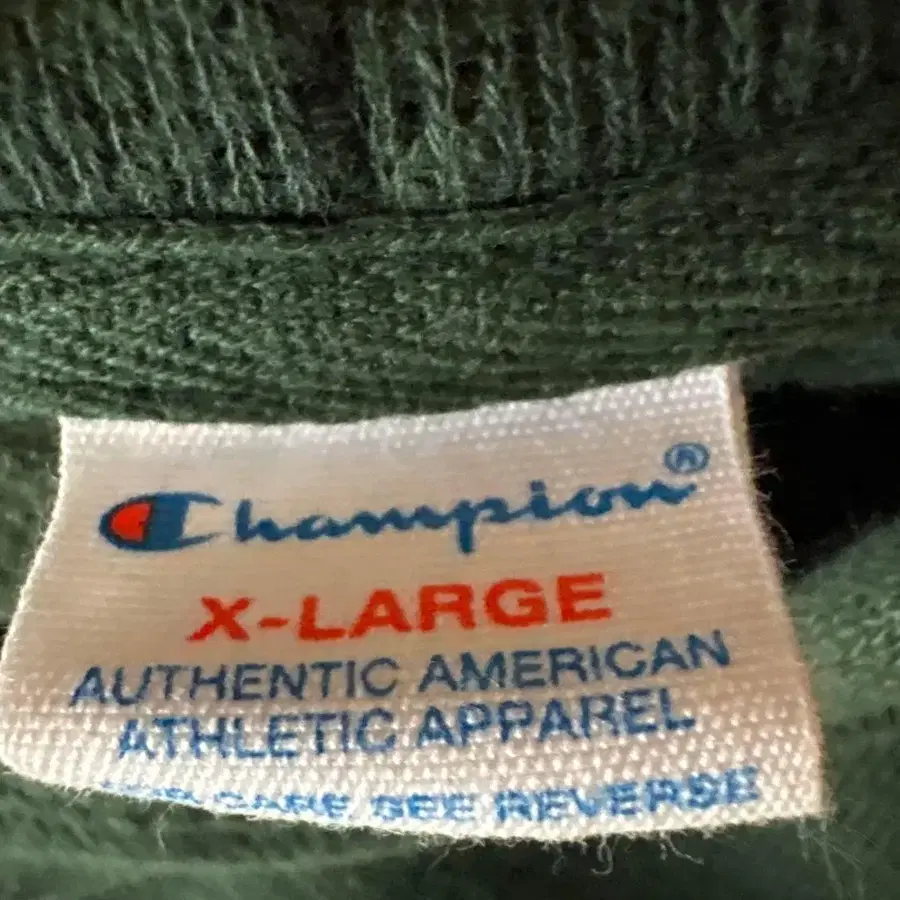 Champion®
X-LARGE
AUTHENTIC AMERICAN
ATHLETIC APPAREL
FOR CARE SEE REVERSE